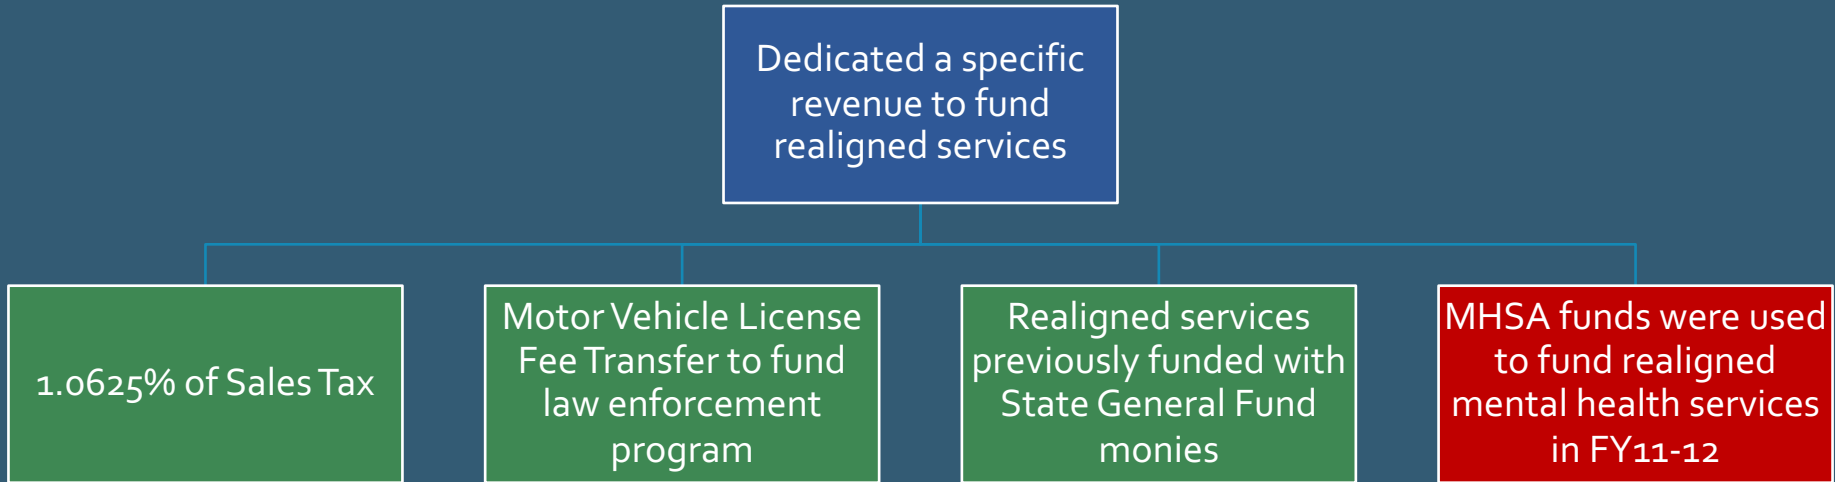 Dedicated a specific
revenue to fund
realigned services
1.0625% of Sales Tax
Motor Vehicle License
Fee Transfer to fund
law enforcement
program
Realigned services
previously funded with
State General Fund
monies
MHSA funds were used
to fund realigned
mental health services
in FY11-12